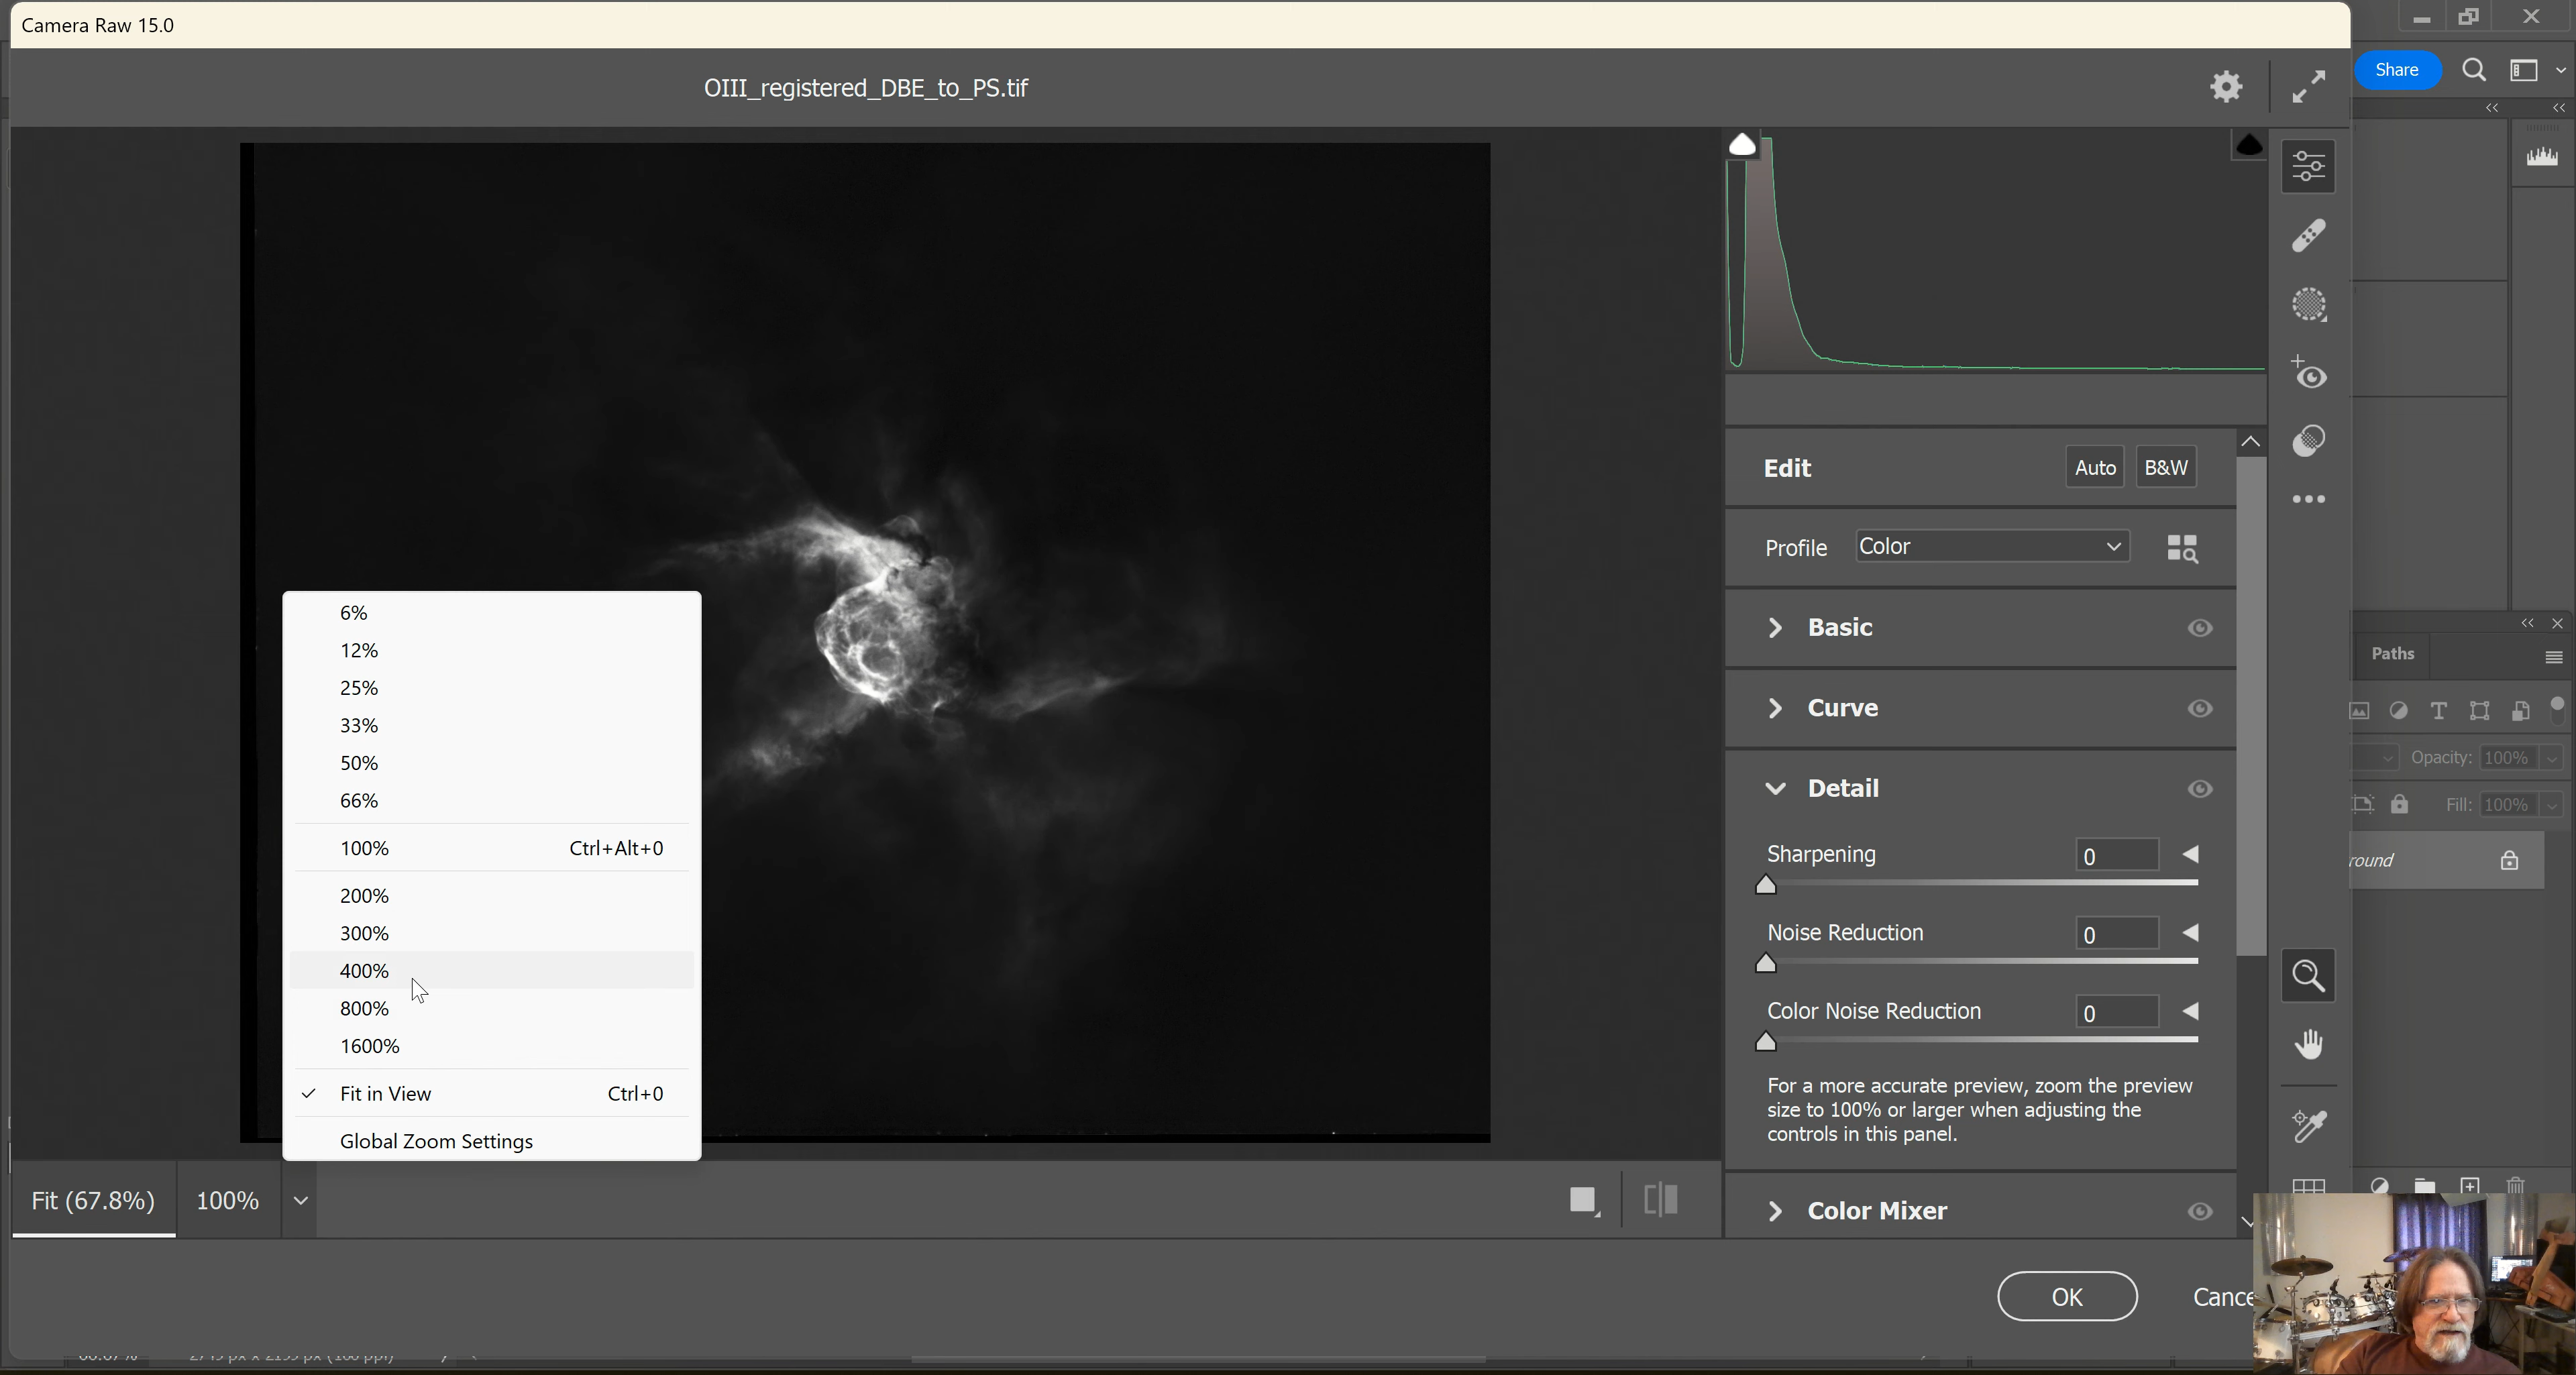 Camera Raw 15.0
OIII_registered_DBE_to_PS.tif
Share
Edit
Auto
B&W
Profile
Color
Basic
Curve
Detail
Sharpening
0
Noise Reduction
0
Color Noise Reduction
0
For a more accurate preview, zoom the preview
size to 100% or larger when adjusting the
controls in this panel.
Color Mixer
6%
12%
25%
33%
50%
66%
100% Ctrl+Alt+0
200%
300%
400%
800%
1600%
Fit in View Ctrl+0
Global Zoom Settings
Fit (67.8%)
100%
OK
Cance
Paths
Opacity: 100%
Fill: 100%
round